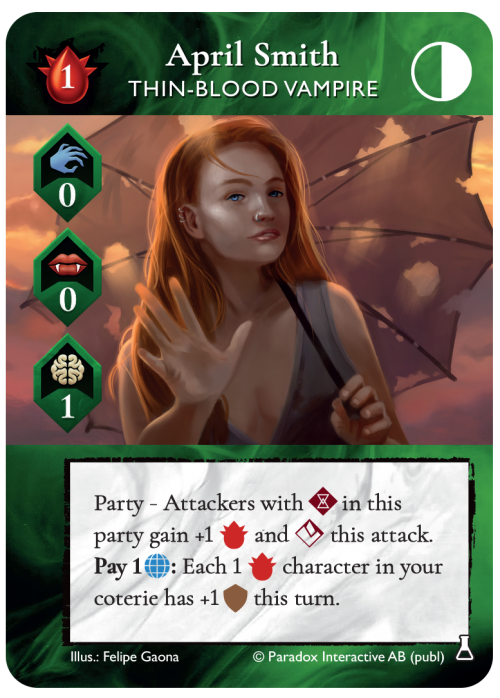 1
April Smith
THIN-BLOOD VAMPIRE
0
0
1
Party - Attackers with in this
party gain +1 and this attack.
Pay 1 : Each 1 character in your
coterie has +1 this turn.
Illus.: Felipe Gaona © Paradox Interactive AB (publ)